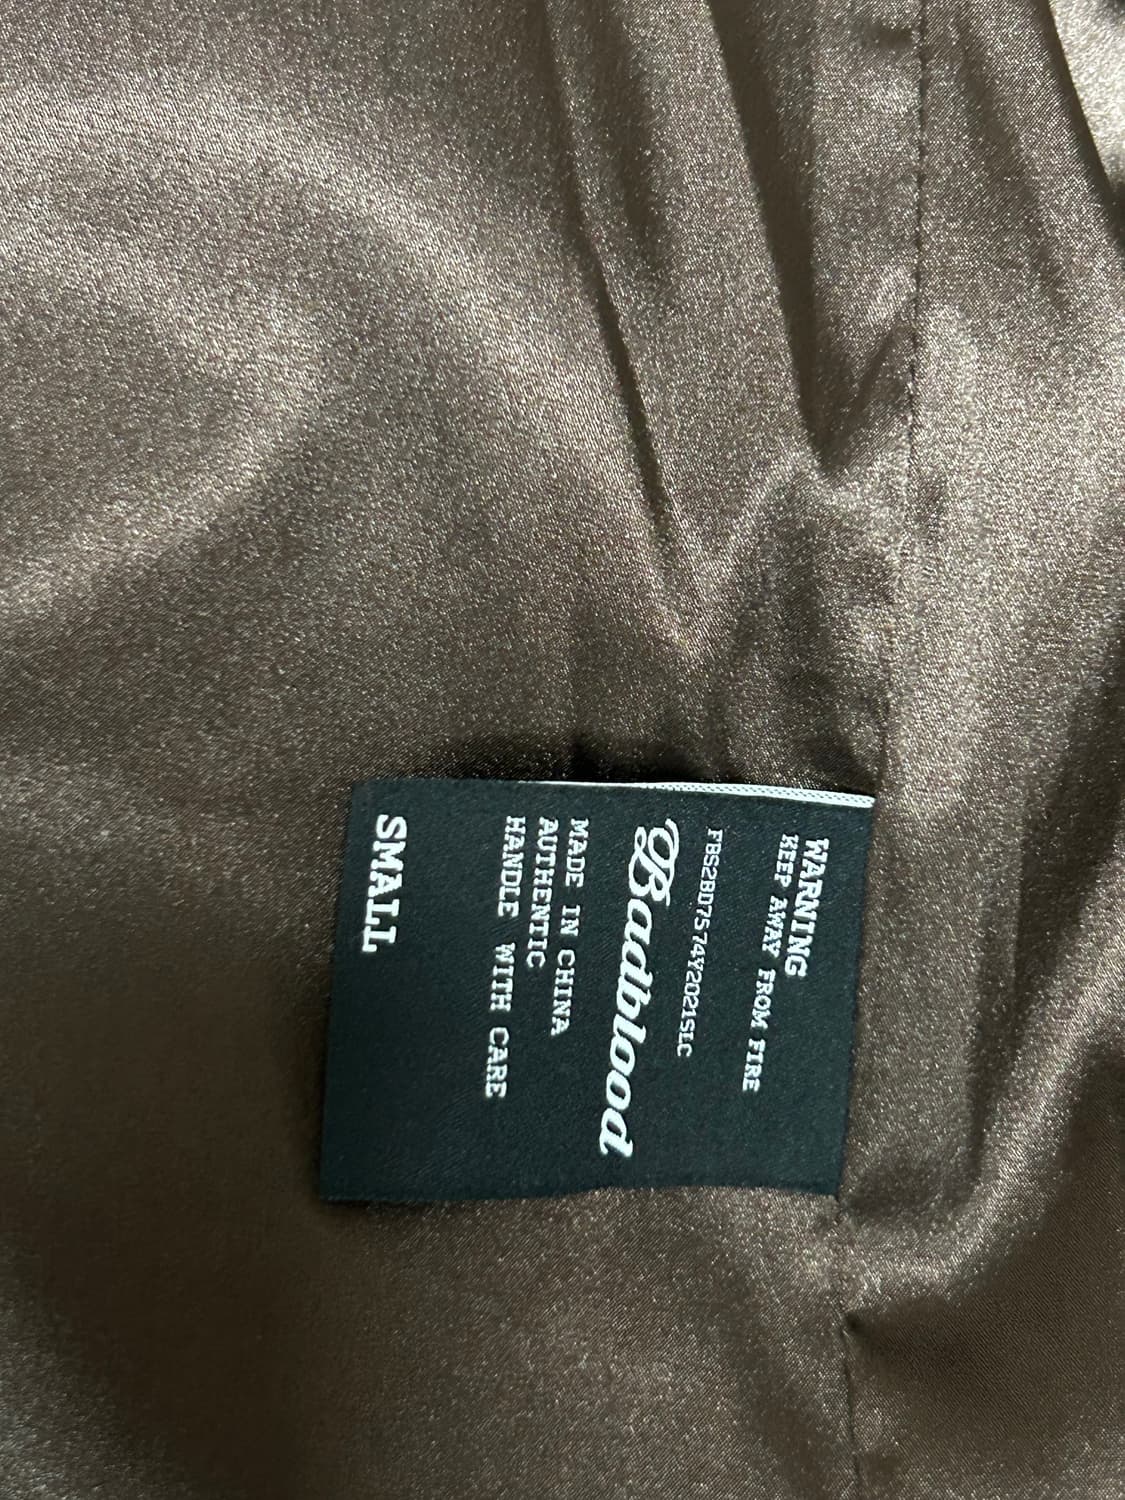 WARNING
KEEP AWAY FROM FIRE
FBS2BD7574Y2021SLC
Badblood
MADE IN CHINA
AUTHENTIC
HANDLE WITH CARE
SMALL